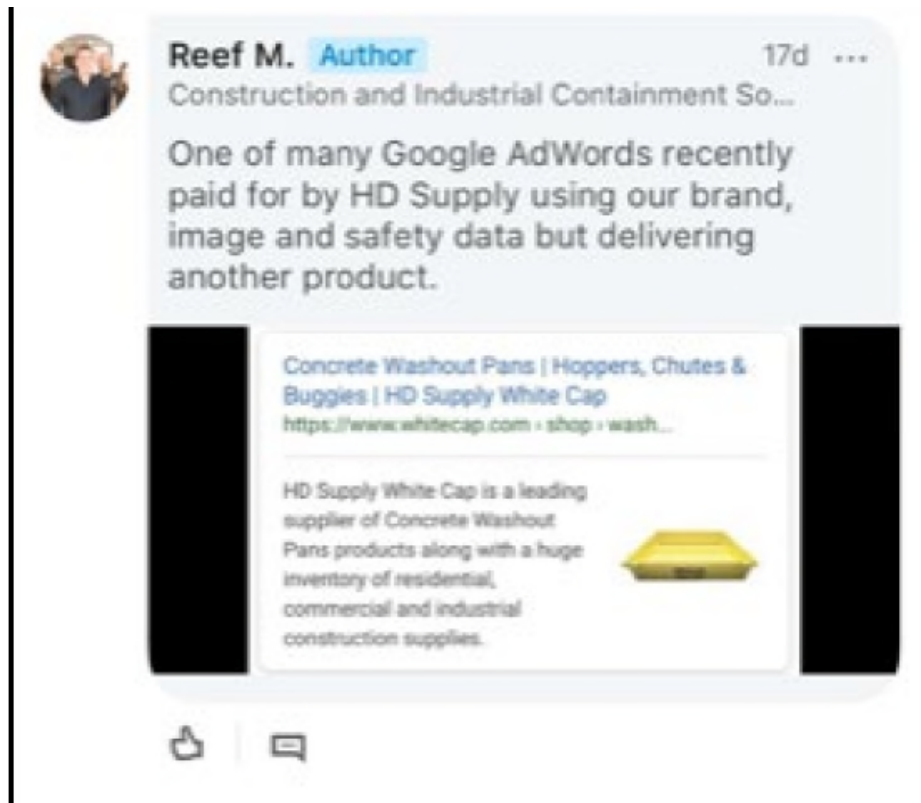 Reef M. Author 17d ...
Construction and Industrial Containment So...
One of many Google AdWords recently
paid for by HD Supply using our brand,
image and safety data but delivering
another product.
Concrete Washout Pans | Hoppers, Chutes &
Buggies | HD Supply White Cap
https://www.whitecap.com › shop › wash...
HD Supply White Cap is a leading
supplier of Concrete Washout
Pans products along with a huge
inventory of residential,
commercial and industrial
construction supplies.